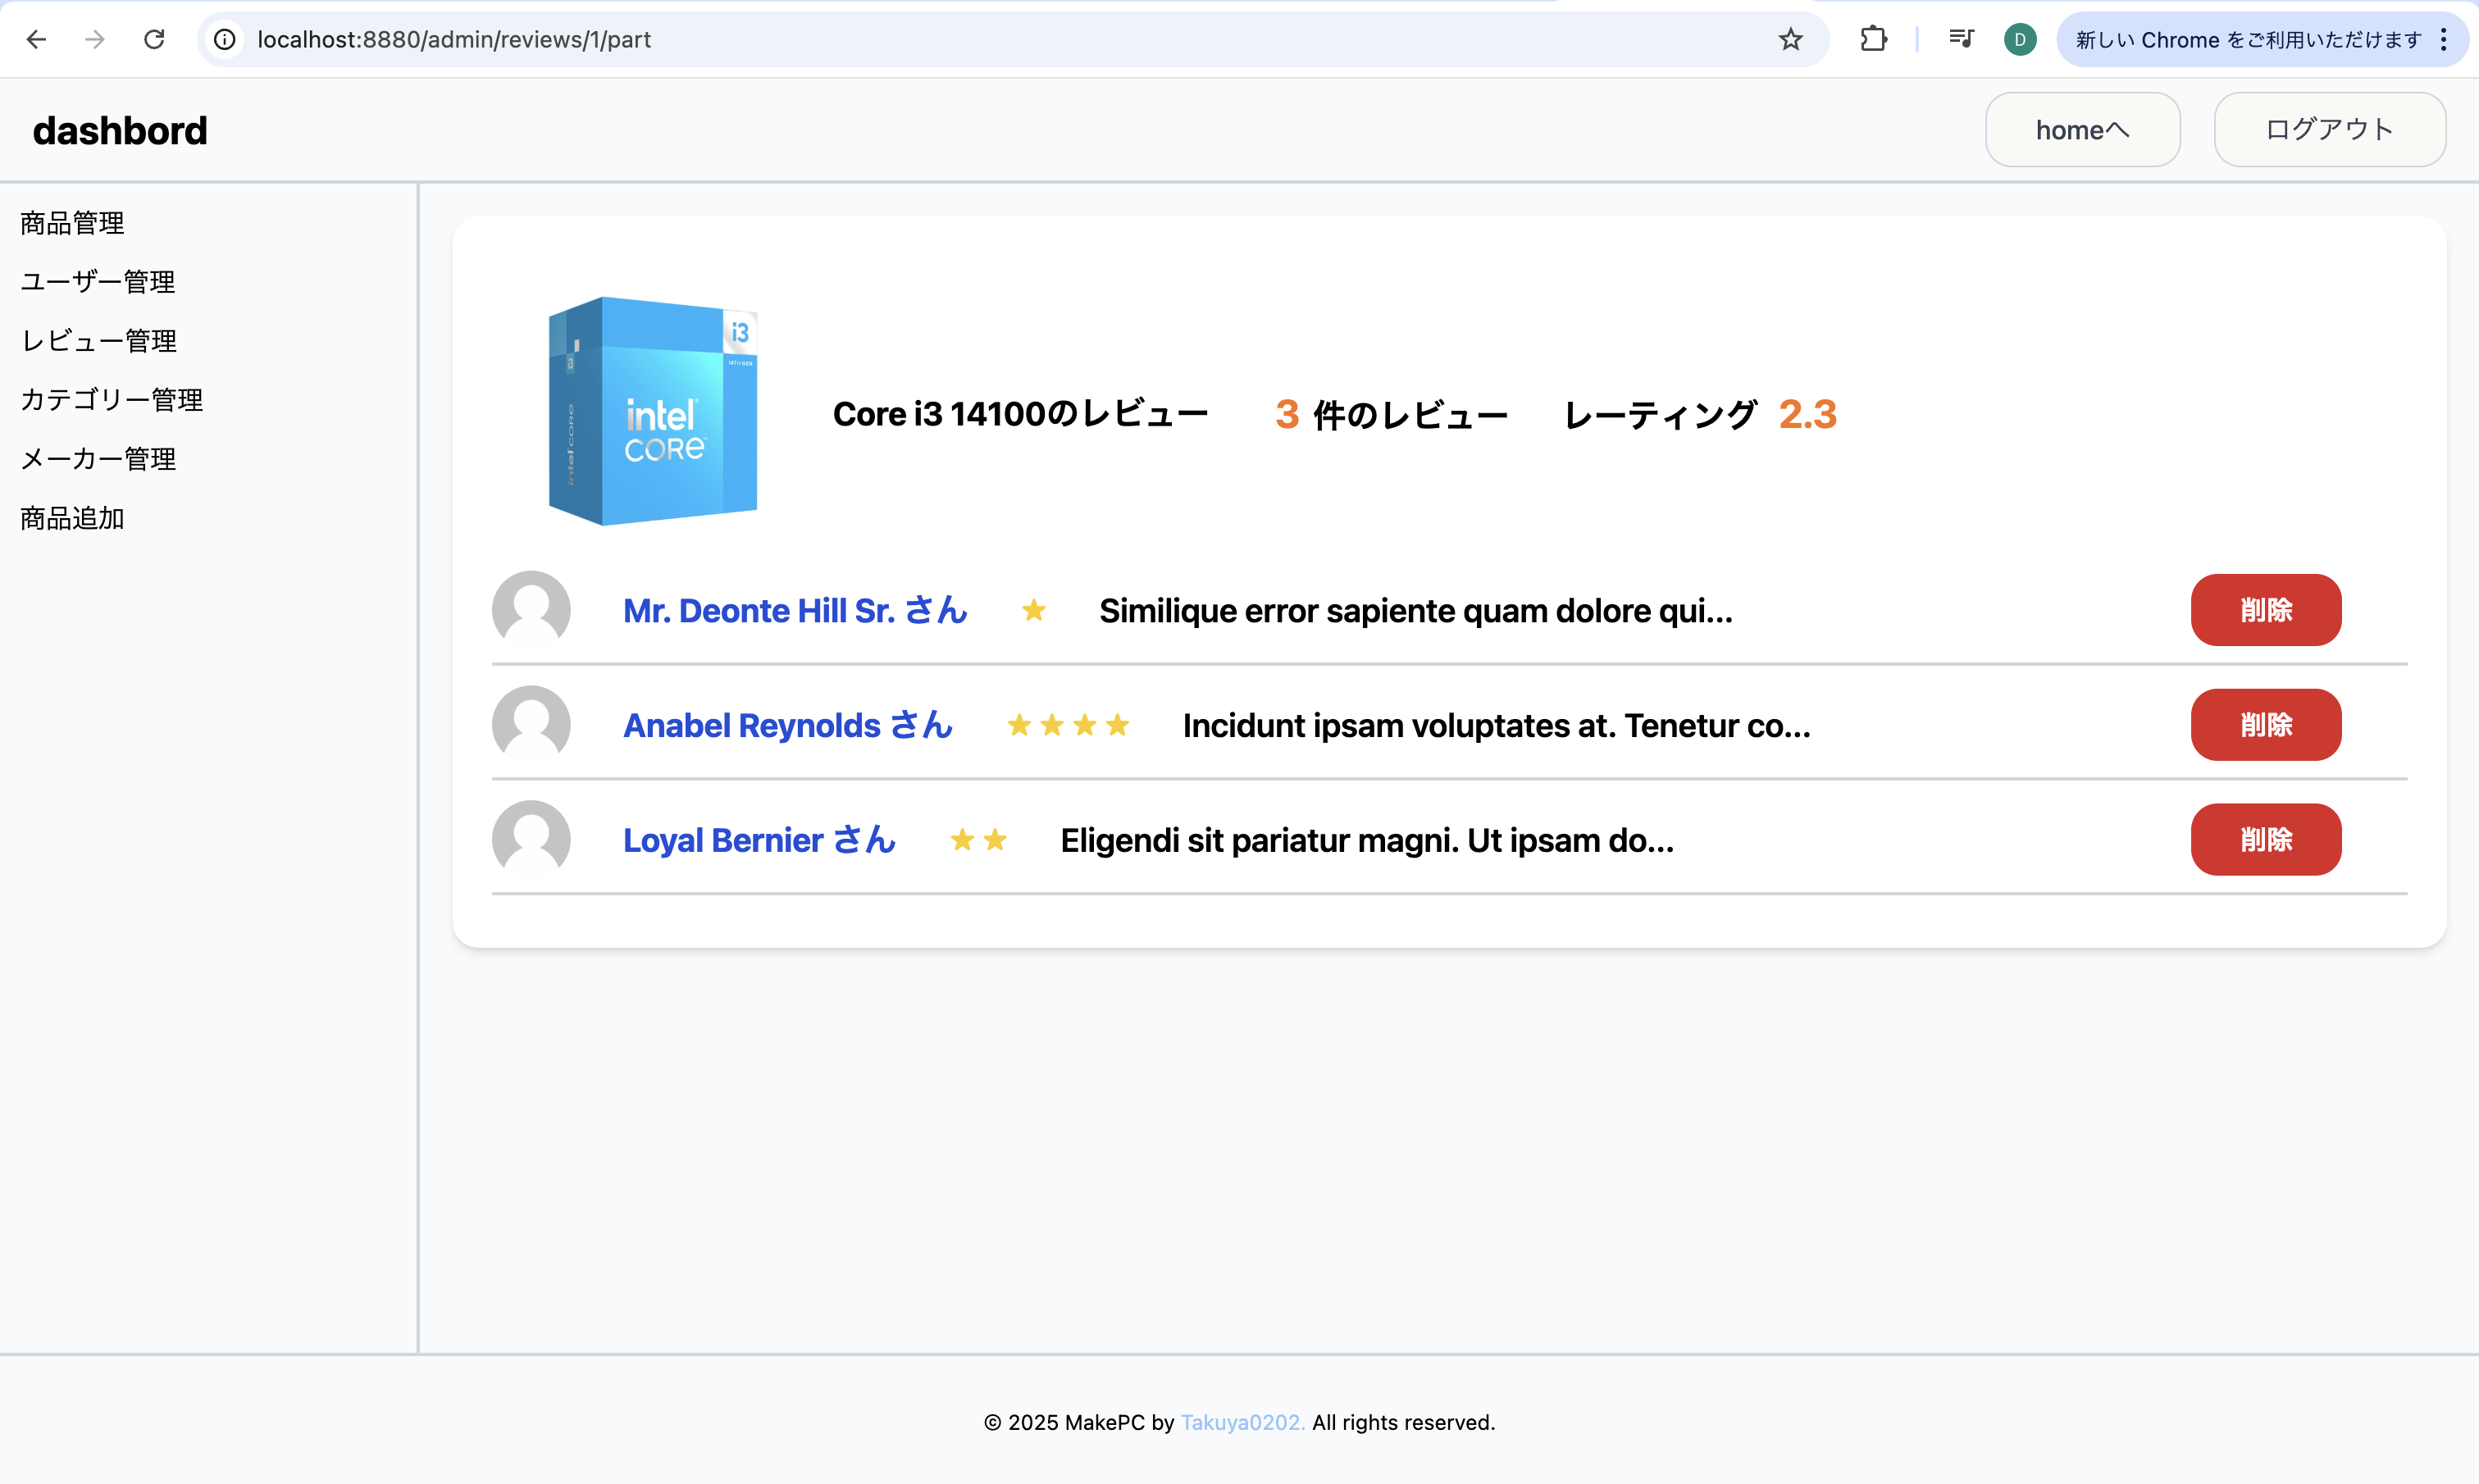 localhost:8880/admin/reviews/1/part
D
新しい Chrome をご利用いただけます
dashbord
homeへ
ログアウト
商品管理
ユーザー管理
レビュー管理
カテゴリー管理
メーカー管理
商品追加
i3
14TH GEN
i3
intel CORE
intel
CORE
Core i3 14100のレビュー 3 件のレビュー レーティング 2.3
Mr. Deonte Hill Sr. さん Similique error sapiente quam dolore qui... 削除
Anabel Reynolds さん Incidunt ipsam voluptates at. Tenetur co... 削除
Loyal Bernier さん Eligendi sit pariatur magni. Ut ipsam do... 削除
© 2025 MakePC by Takuya0202. All rights reserved.